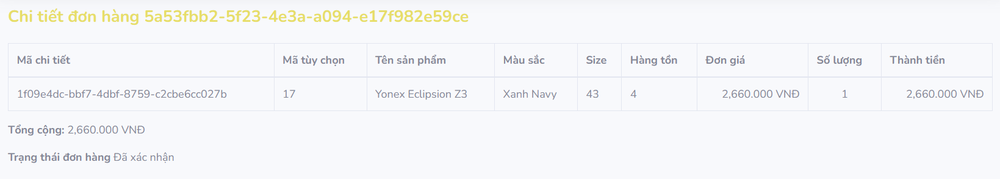 Chi tiết đơn hàng 5a53fbb2-5f23-4e3a-a094-e17f982e59ce
Mã chi tiết Mã tùy chọn Tên sản phẩm Màu sắc Size Hàng tồn Đơn giá Số lượng Thành tiền
1f09e4dc-bbf7-4dbf-8759-c2cbe6cc027b 17 Yonex Eclipsion Z3 Xanh Navy 43 4 2,660.000 VNĐ 1 2,660.000 VNĐ
Tổng cộng: 2,660.000 VNĐ
Trạng thái đơn hàng Đã xác nhận